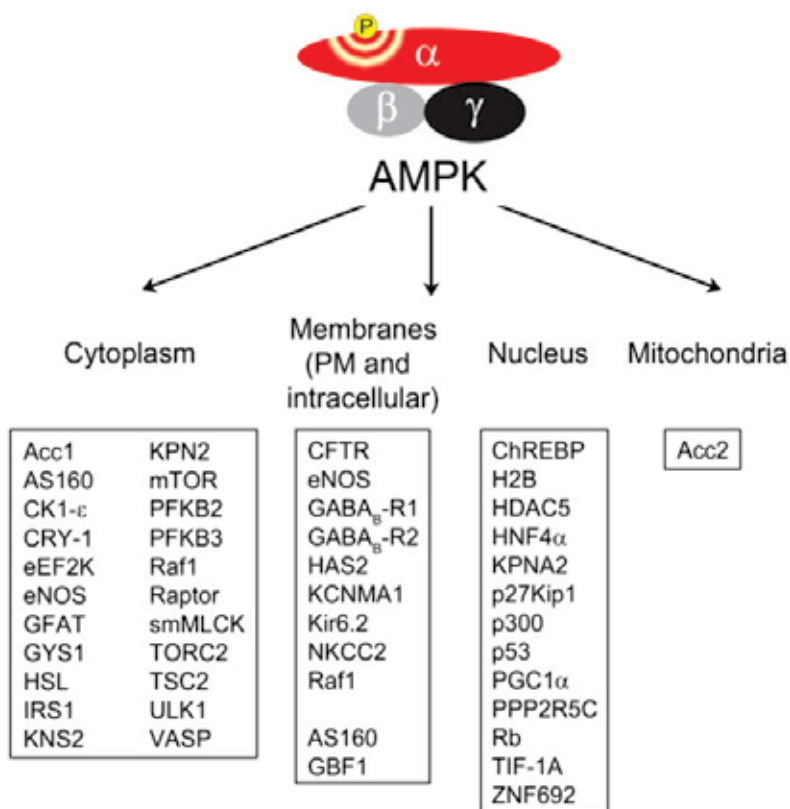 P
α
β γ
AMPK
Cytoplasm
Membranes
(PM and
intracellular)
Nucleus
Mitochondria
Acc1 KPN2
AS160 mTOR
CK1-ε PFKB2
CRY-1 PFKB3
eEF2K Raf1
eNOS Raptor
GFAT smMLCK
GYS1 TORC2
HSL TSC2
IRS1 ULK1
KNS2 VASP
CFTR
eNOS
GABA_B-R1
GABA_B-R2
HAS2
KCNMA1
Kir6.2
NKCC2
Raf1
AS160
GBF1
ChREBP
H2B
HDAC5
HNF4α
KPNA2
p27Kip1
p300
p53
PGC1α
PPP2R5C
Rb
TIF-1A
ZNF692
Acc2